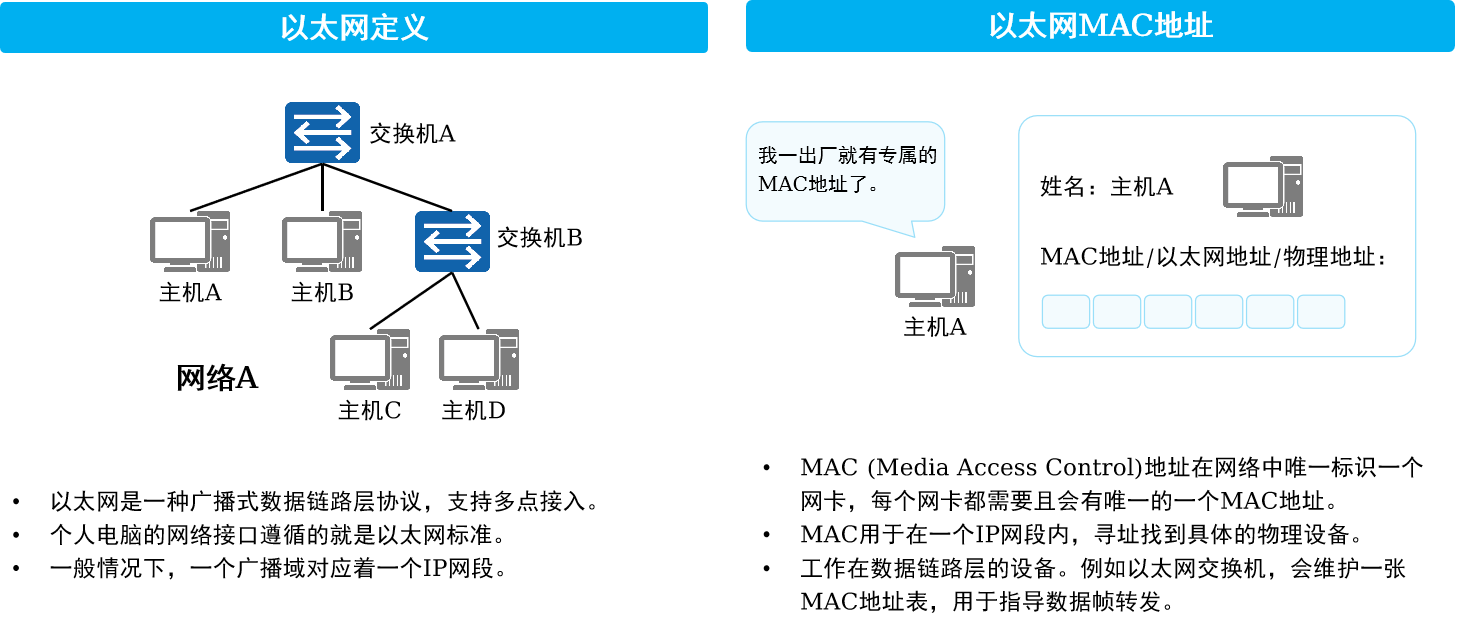 以太网定义
交换机A
交换机B
主机A
主机B
网络A
主机C
主机D
• 以太网是一种广播式数据链路层协议，支持多点接入。
• 个人电脑的网络接口遵循的就是以太网标准。
• 一般情况下，一个广播域对应着一个IP网段。
以太网MAC地址
我一出厂就有专属的
MAC地址了。
主机A
姓名：主机A
MAC地址/以太网地址/物理地址：
• MAC (Media Access Control)地址在网络中唯一标识一个
网卡，每个网卡都需要且会有唯一的一个MAC地址。
• MAC用于在一个IP网段内，寻址找到具体的物理设备。
• 工作在数据链路层的设备。例如以太网交换机，会维护一张
MAC地址表，用于指导数据帧转发。